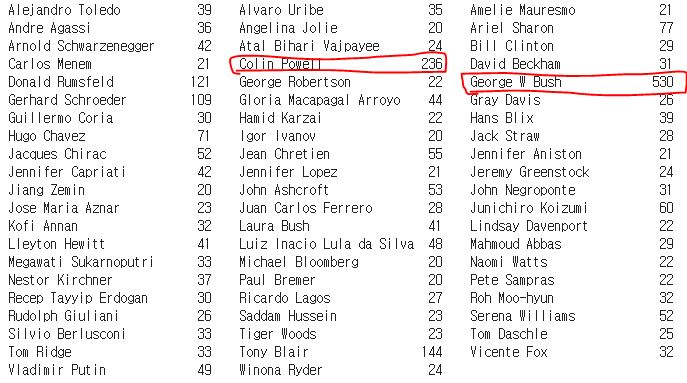 Alejandro Toledo 39 Alvaro Uribe 35 Amelie Mauresmo 21
Andre Agassi 36 Angelina Jolie 20 Ariel Sharon 77
Arnold Schwarzenegger 42 Atal Bihari Vajpayee 24 Bill Clinton 29
Carlos Menem 21 Colin Powell 236 David Beckham 31
Donald Rumsfeld 121 George Robertson 22 George W Bush 530
Gerhard Schroeder 109 Gloria Macapagal Arroyo 44 Gray Davis 26
Guillermo Coria 30 Hamid Karzai 22 Hans Blix 39
Hugo Chavez 71 Igor Ivanov 20 Jack Straw 28
Jacques Chirac 52 Jean Chretien 55 Jennifer Aniston 21
Jennifer Capriati 42 Jennifer Lopez 21 Jeremy Greenstock 24
Jiang Zemin 20 John Ashcroft 53 John Negroponte 31
Jose Maria Aznar 23 Juan Carlos Ferrero 28 Junichiro Koizumi 60
Kofi Annan 32 Laura Bush 41 Lindsay Davenport 22
Lleyton Hewitt 41 Luiz Inacio Lula da Silva 48 Mahmoud Abbas 29
Megawati Sukarnoputri 33 Michael Bloomberg 20 Naomi Watts 22
Nestor Kirchner 37 Paul Bremer 20 Pete Sampras 22
Recep Tayyip Erdogan 30 Ricardo Lagos 27 Roh Moo-hyun 32
Rudolph Giuliani 26 Saddam Hussein 23 Serena Williams 52
Silvio Berlusconi 33 Tiger Woods 23 Tom Daschle 25
Tom Ridge 33 Tony Blair 144 Vicente Fox 32
Vladimir Putin 49 Winona Ryder 24